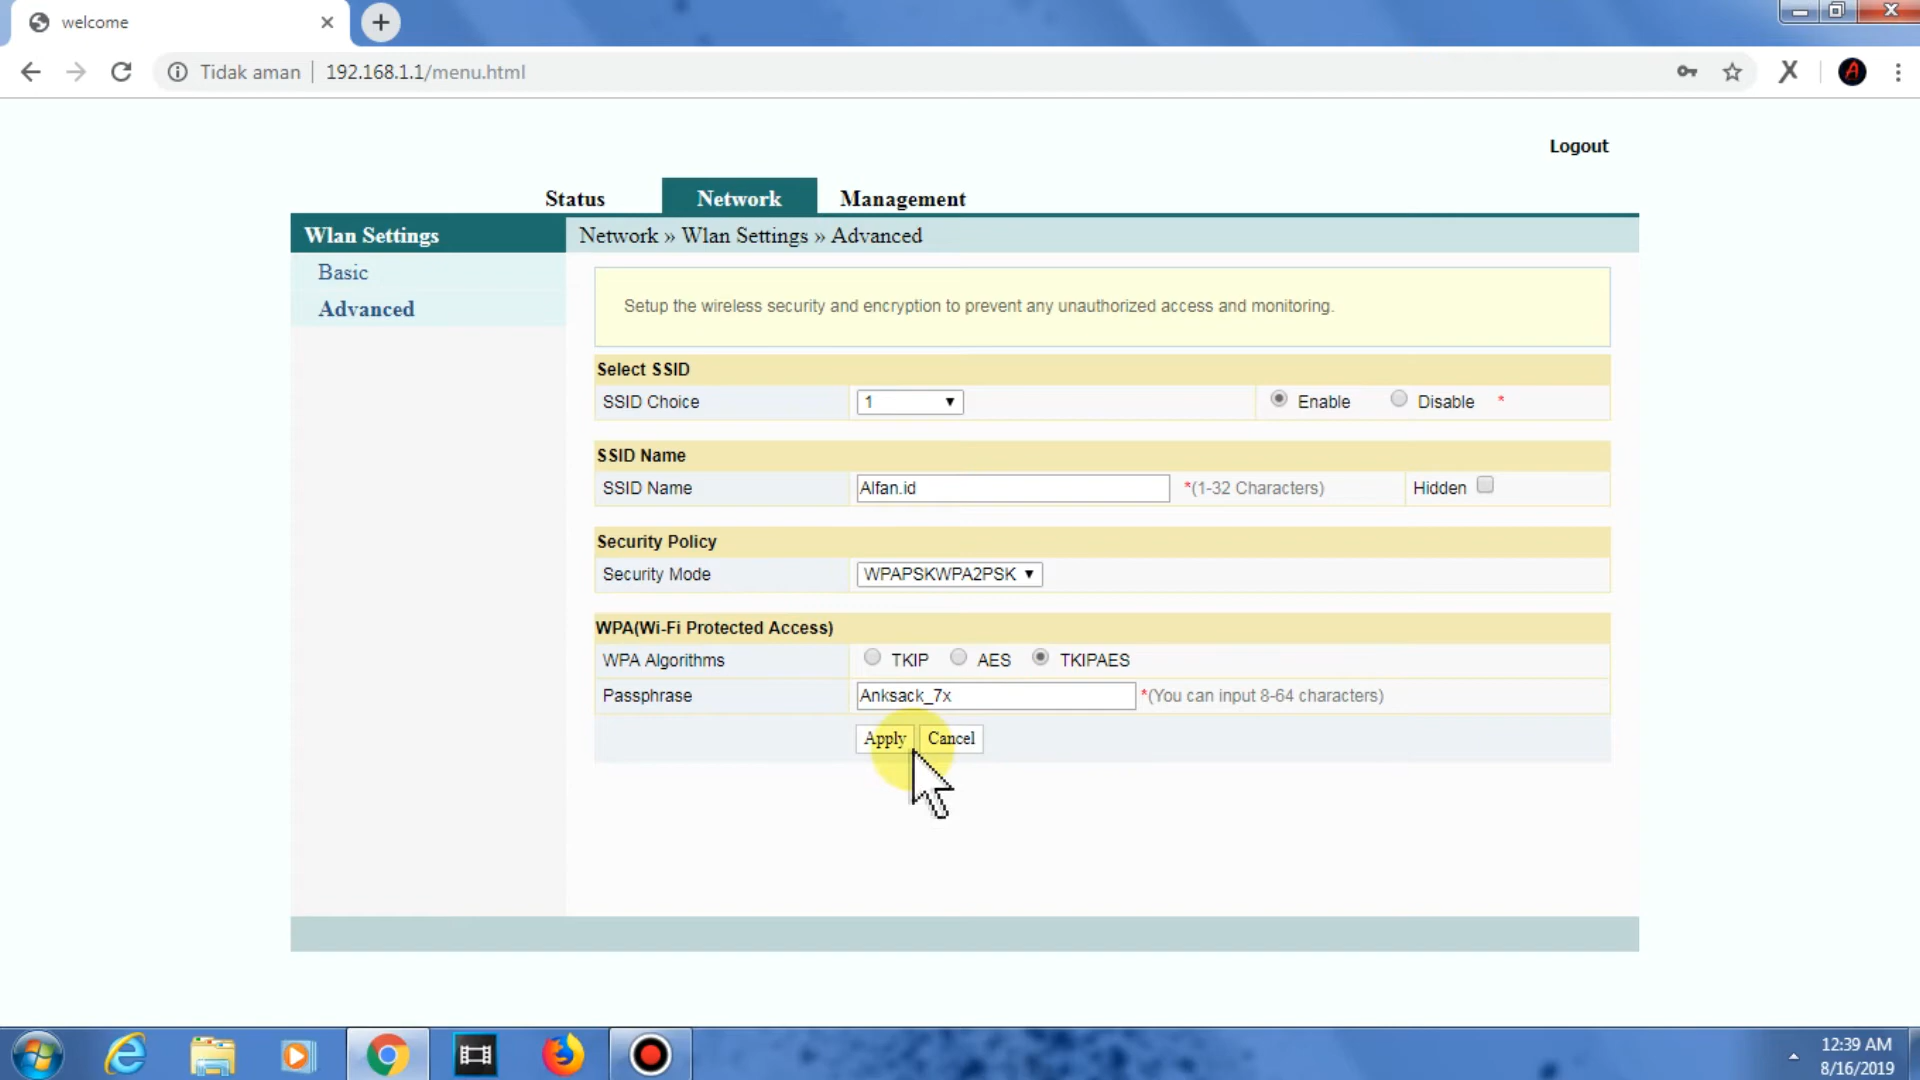 welcome
Tidak aman 192.168.1.1/menu.html
Logout
Status Network Management
Wlan Settings
Basic
Advanced
Network » Wlan Settings » Advanced
Setup the wireless security and encryption to prevent any unauthorized access and monitoring.
Select SSID
SSID Choice 1 Enable Disable *
SSID Name
SSID Name Alfan.id *(1-32 Characters) Hidden
Security Policy
Security Mode WPAPSKWPA2PSK
WPA(Wi-Fi Protected Access)
WPA Algorithms TKIP AES TKIPAES
Passphrase Anksack_7x *(You can input 8-64 characters)
Apply Cancel
12:39 AM
8/16/2019